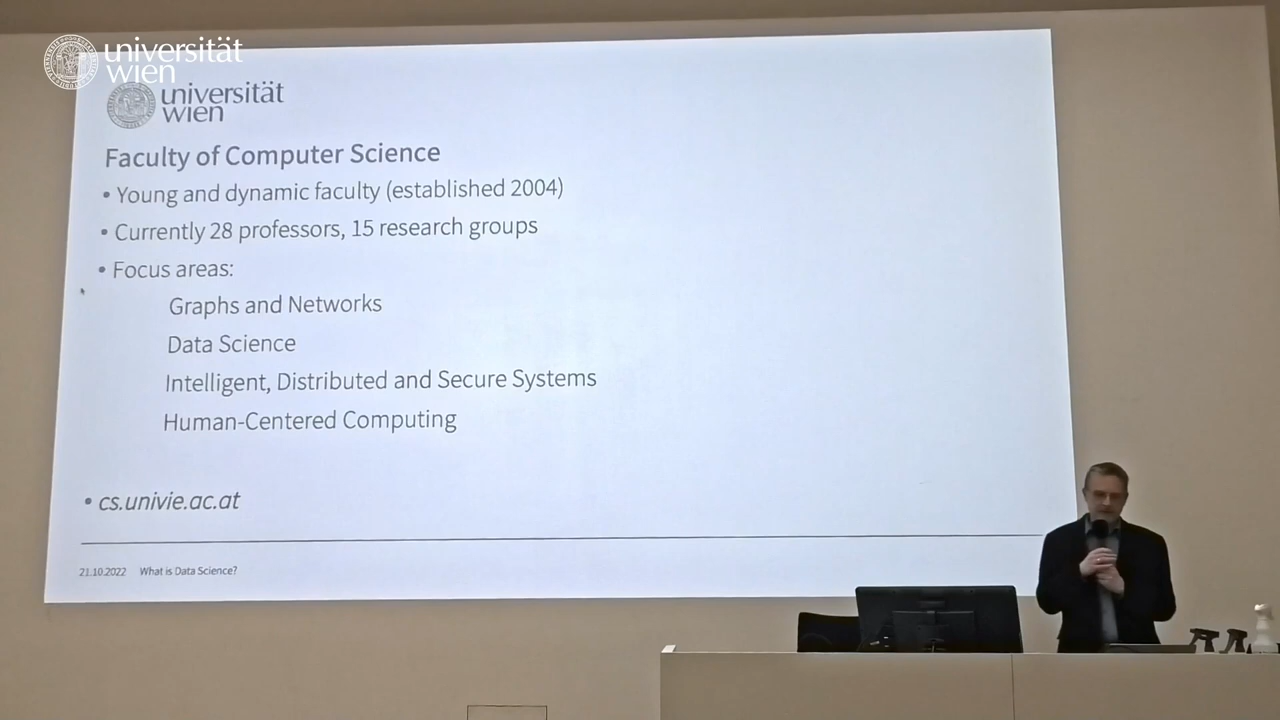 universität
wien
universität
wien
Faculty of Computer Science
• Young and dynamic faculty (established 2004)
• Currently 28 professors, 15 research groups
• Focus areas:
Graphs and Networks
Data Science
Intelligent, Distributed and Secure Systems
Human-Centered Computing
• cs.univie.ac.at
21.10.2022 What is Data Science?